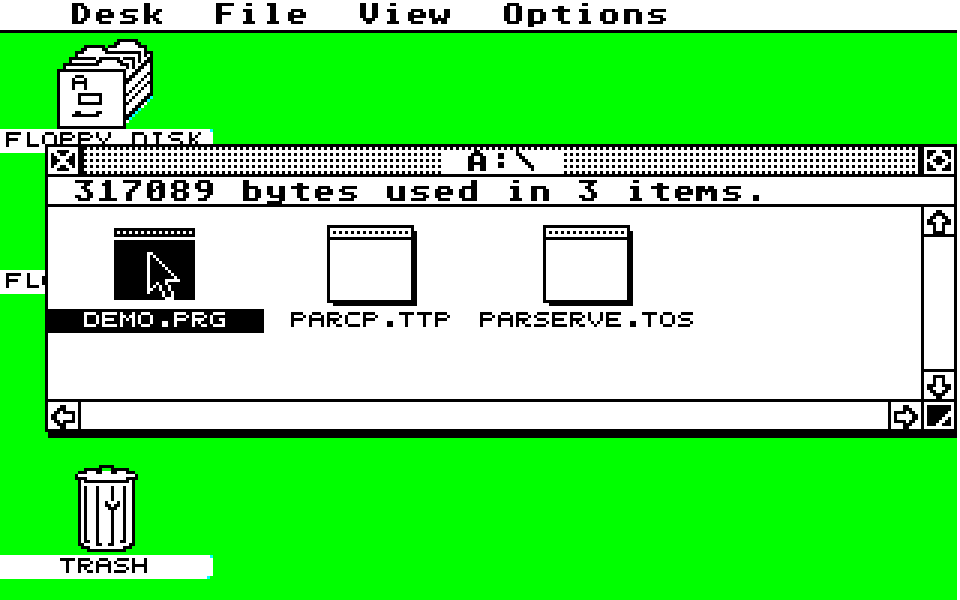 Desk File View Options
A
FLOPPY DISK
A:\
317089 bytes used in 3 items.
FL
DEMO.PRG PARCP.TTP PARSERVE.TOS
TRASH